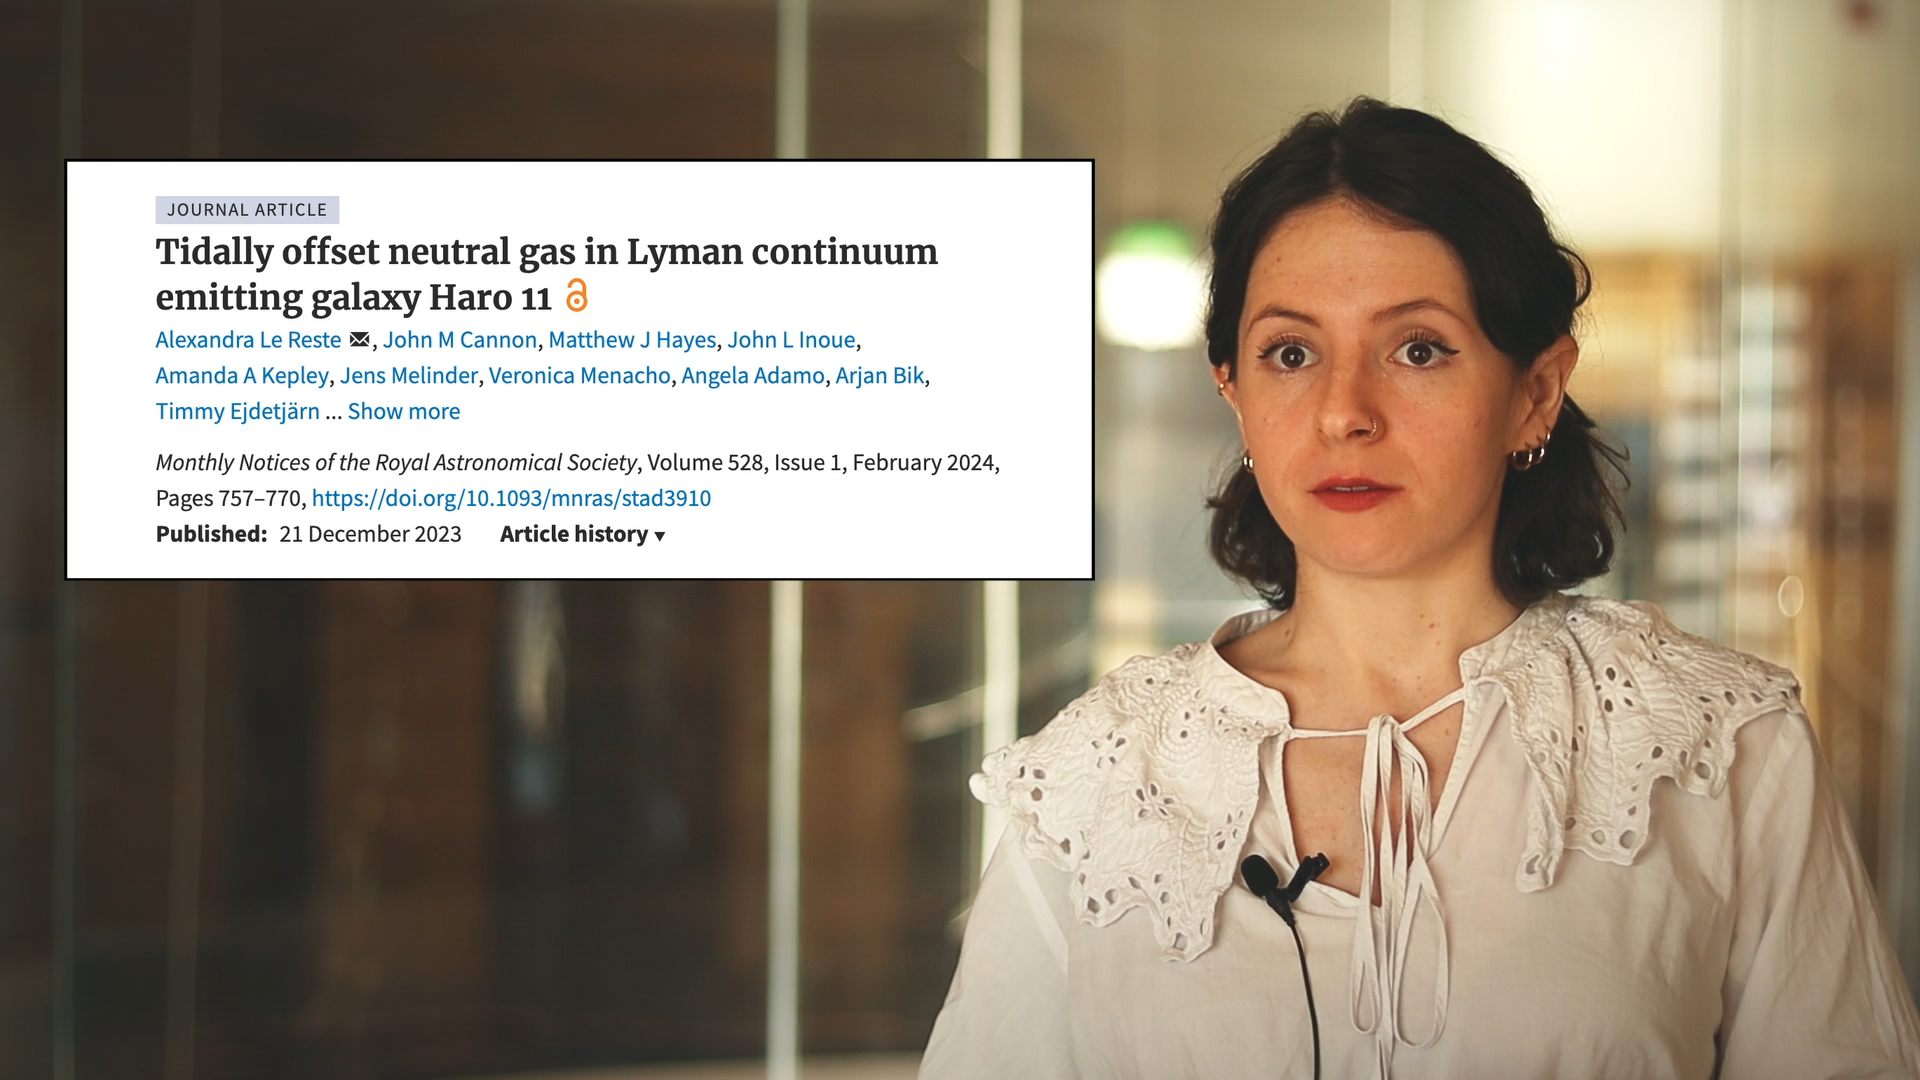 JOURNAL ARTICLE
Tidally offset neutral gas in Lyman continuum
emitting galaxy Haro 11
Alexandra Le Reste , John M Cannon, Matthew J Hayes, John L Inoue,
Amanda A Kepley, Jens Melinder, Veronica Menacho, Angela Adamo, Arjan Bik,
Timmy Ejdetjärn ... Show more
Monthly Notices of the Royal Astronomical Society, Volume 528, Issue 1, February 2024,
Pages 757–770, https://doi.org/10.1093/mnras/stad3910
Published: 21 December 2023 Article history ▾